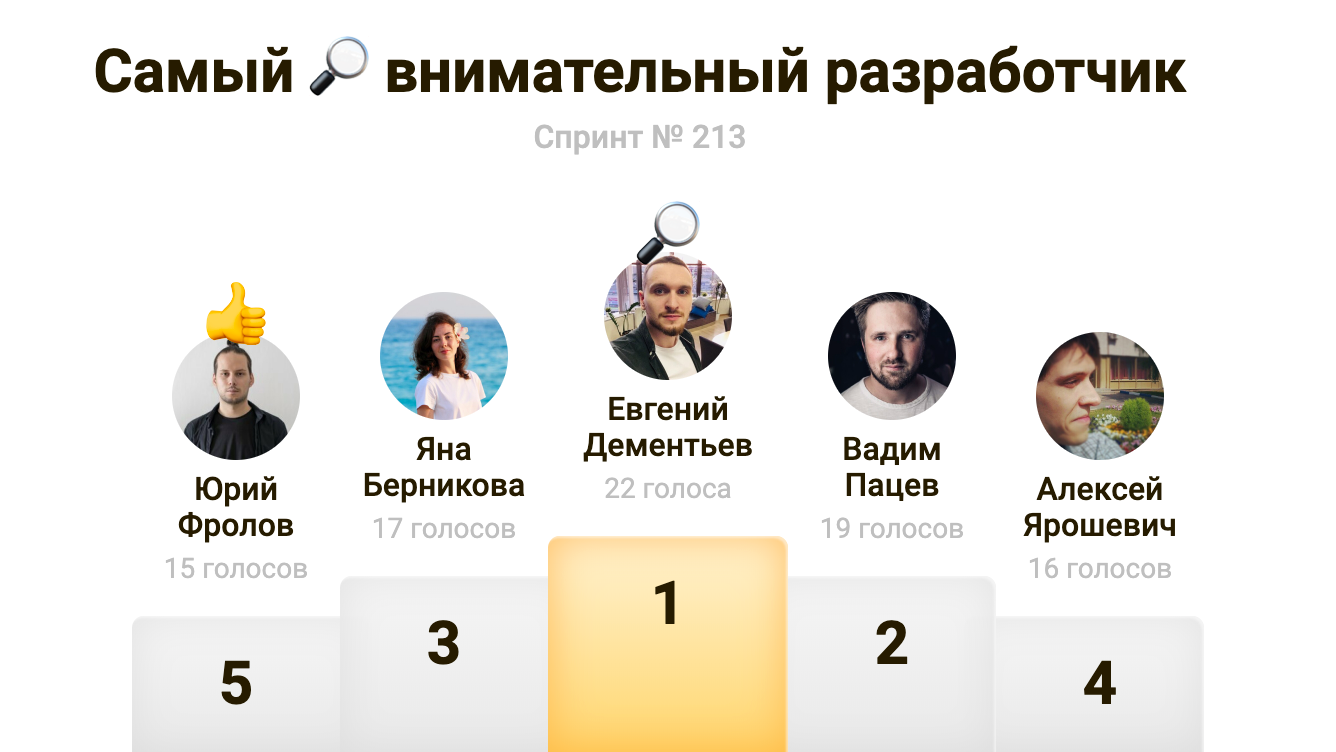 Самый 🔎 внимательный разработчик
Спринт № 213
Юрий
Фролов
15 голосов
5
Яна
Берникова
17 голосов
3
Евгений
Дементьев
22 голоса
1
Вадим
Пацев
19 голосов
2
Алексей
Ярошевич
16 голосов
4